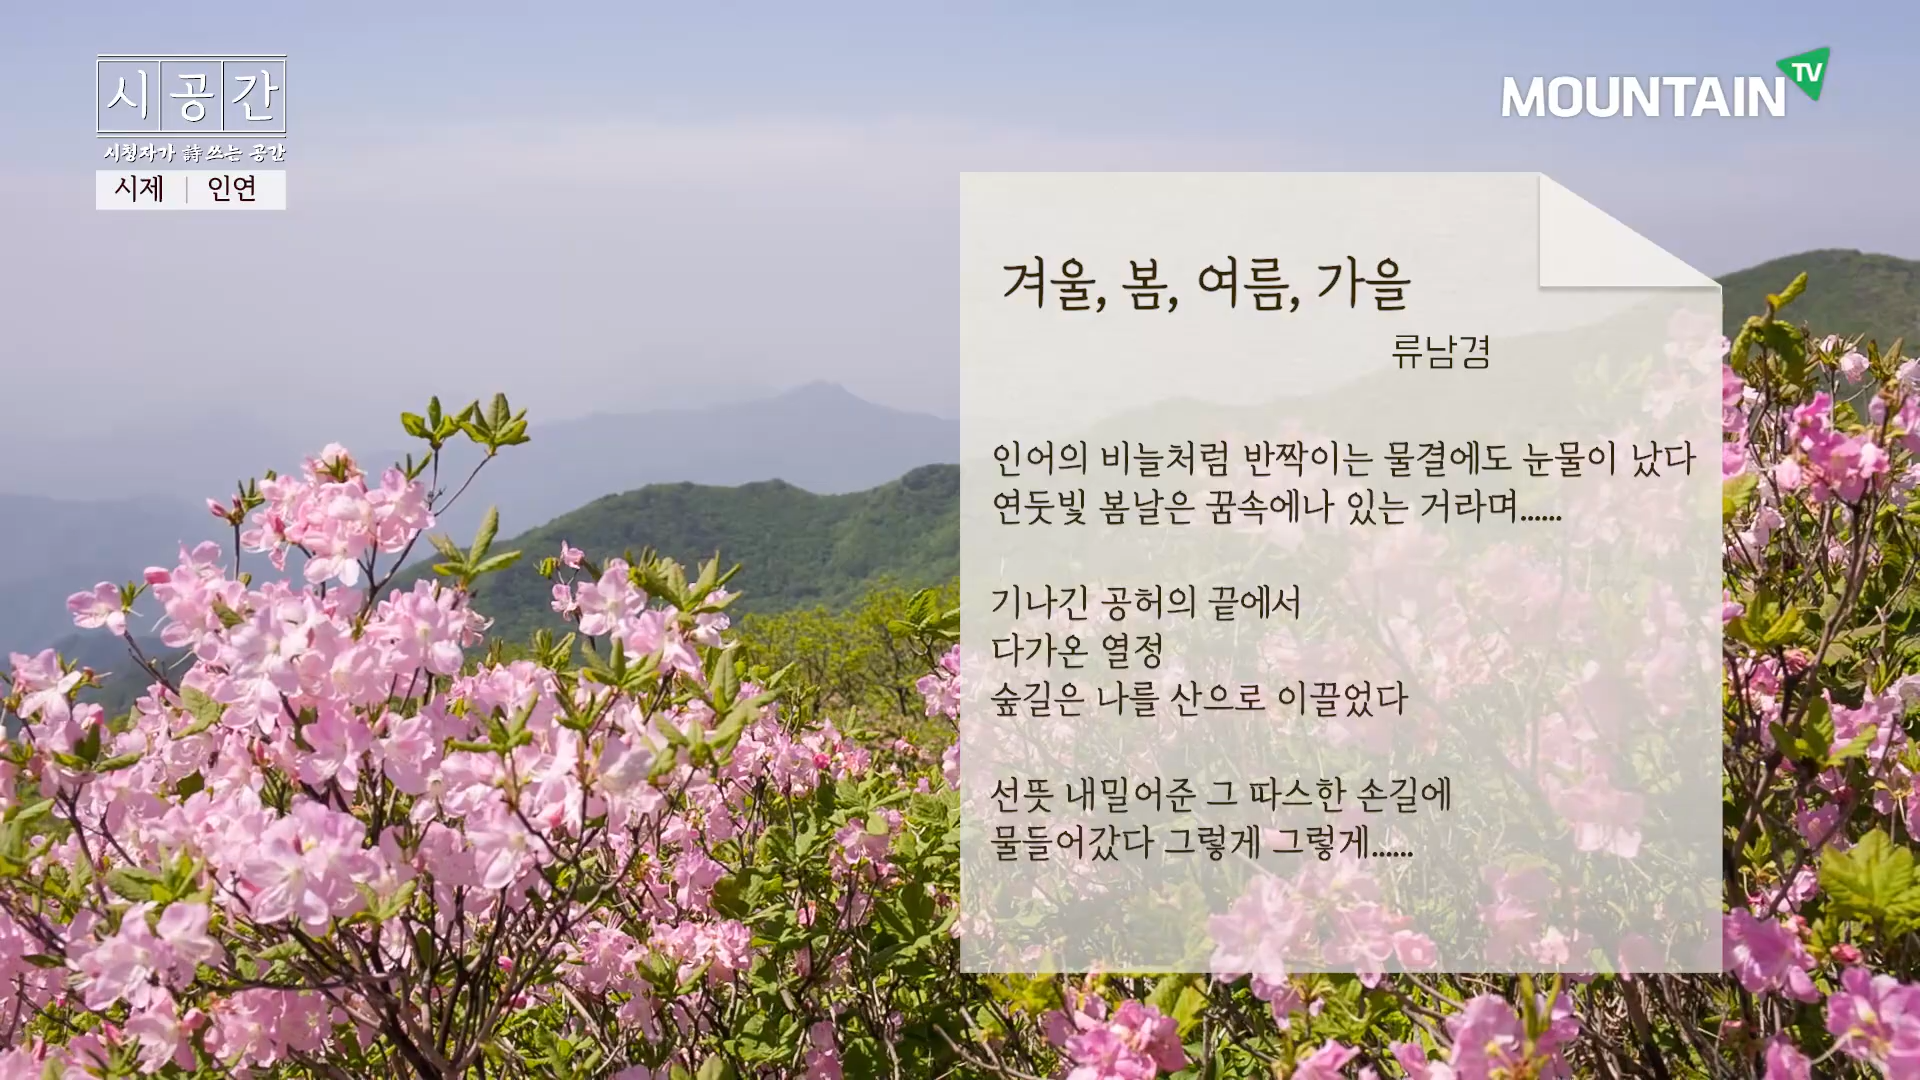 시공간
시청자가 詩 쓰는 공간
시제 | 인연
MOUNTAIN TV
겨울, 봄, 여름, 가을
류남경
인어의 비늘처럼 반짝이는 물결에도 눈물이 났다
연둣빛 봄날은 꿈속에나 있는 거라며......
기나긴 공허의 끝에서
다가온 열정
숲길은 나를 산으로 이끌었다
선뜻 내밀어준 그 따스한 손길에
물들어갔다 그렇게 그렇게......